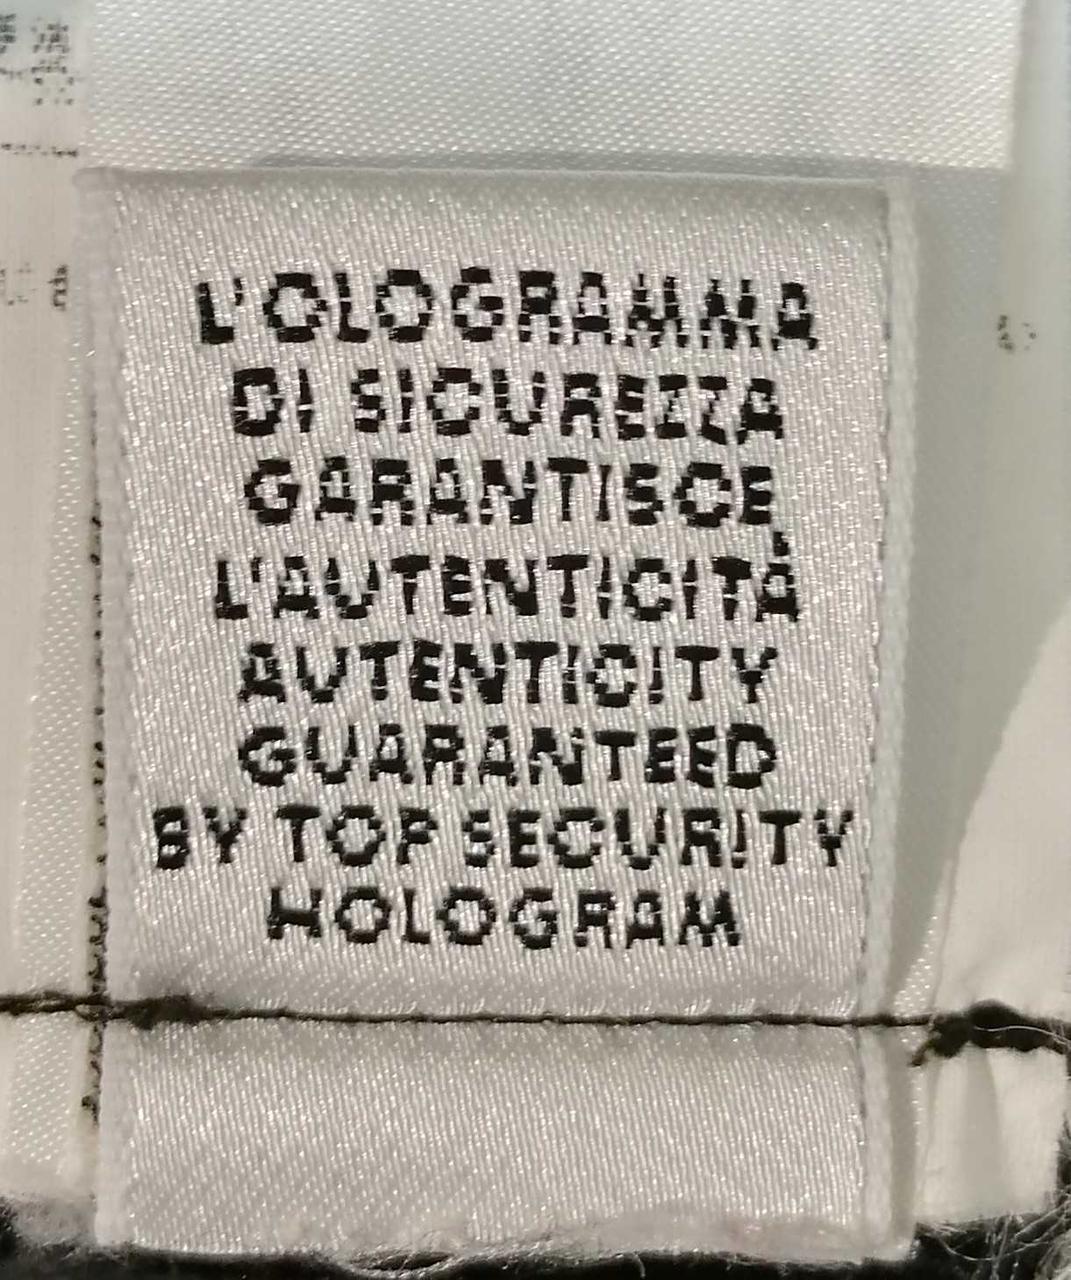 L'OLOGRAMMA
DI SICUREZZA
GARANTISCE
L'AUTENTICITÀ
AUTENTICITY
GUARANTEED
BY TOP SECURITY
HOLOGRAM